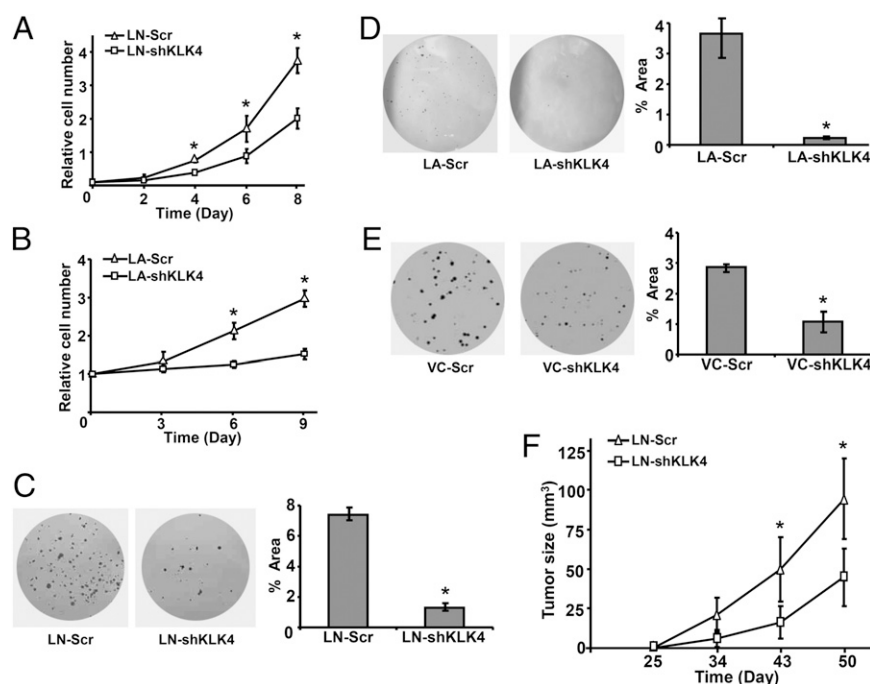 A
LN-Scr
LN-shKLK4
Relative cell number
4
3
2
1
*
*
*
0
2
4
6
8
Time (Day)
B
LA-Scr
LA-shKLK4
Relative cell number
4
3
2
1
*
*
0
3
6
9
Time (Day)
C
LN-Scr
LN-shKLK4
% Area
8
6
4
2
0
*
LN-Scr
LN-shKLK4
D
LA-Scr
LA-shKLK4
% Area
4
3
2
1
0
*
LA-Scr
LA-shKLK4
E
VC-Scr
VC-shKLK4
% Area
4
3
2
1
0
*
VC-Scr
VC-shKLK4
F
LN-Scr
LN-shKLK4
Tumor size (mm³)
125
100
75
50
25
0
*
*
25
34
43
50
Time (Day)